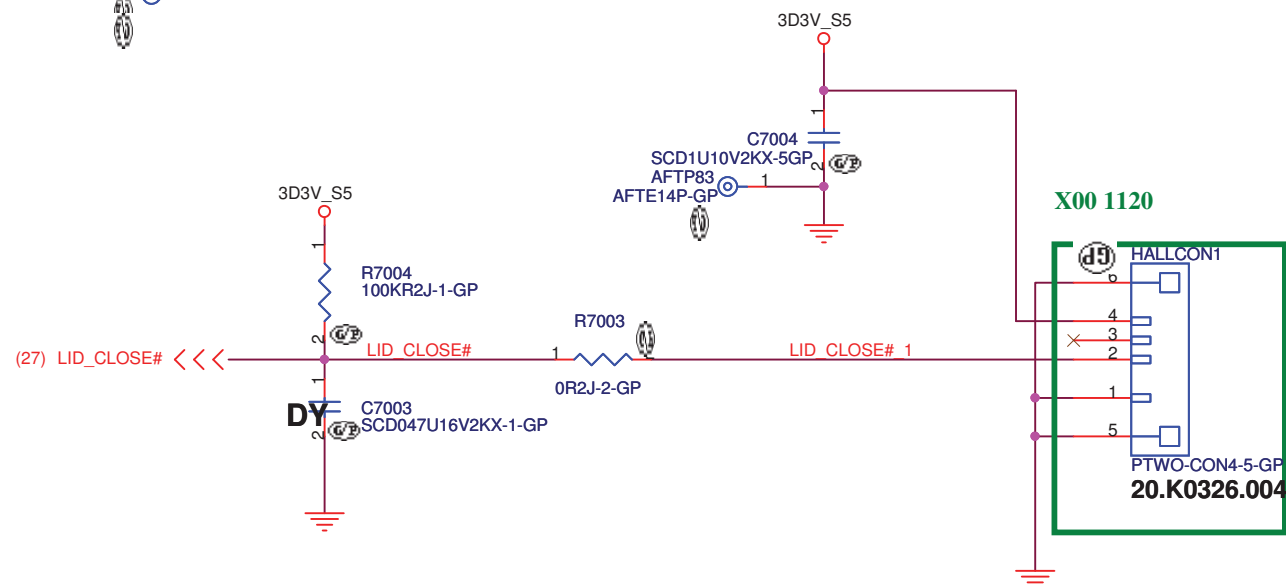 3D3V_S5
1
C7004
SCD1U10V2KX-5GP
2
G/P
AFTP83
1
AFTE14P-GP
3D3V_S5
X00 1120
1
GP
HALLCON1
R7004
100KR2J-1-GP
6
2
G/P
R7003
4
3
(27) LID_CLOSE#
LID_CLOSE#
1
LID_CLOSE#_1
2
0R2J-2-GP
1
1
DY
C7003
SCD047U16V2KX-1-GP
2
G/P
5
PTWO-CON4-5-GP
20.K0326.004